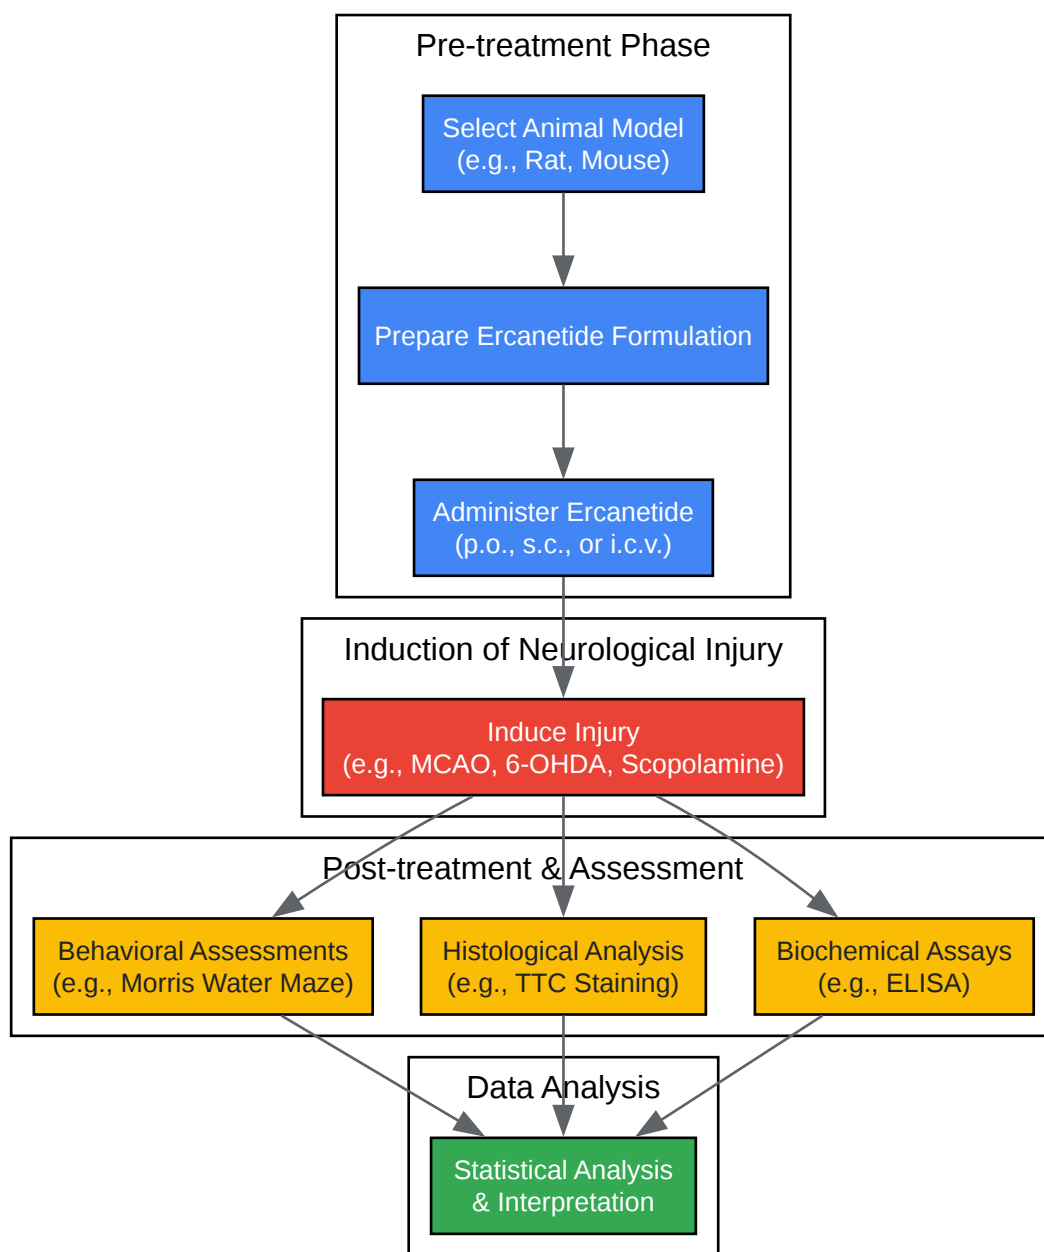 Pre-treatment Phase
Select Animal Model
(e.g., Rat, Mouse)
Prepare Ercanetide Formulation
Administer Ercanetide
(p.o., s.c., or i.c.v.)
Induction of Neurological Injury
Induce Injury
(e.g., MCAO, 6-OHDA, Scopolamine)
Post-treatment & Assessment
Behavioral Assessments
(e.g., Morris Water Maze)
Histological Analysis
(e.g., TTC Staining)
Biochemical Assays
(e.g., ELISA)
Data Analysis
Statistical Analysis
& Interpretation